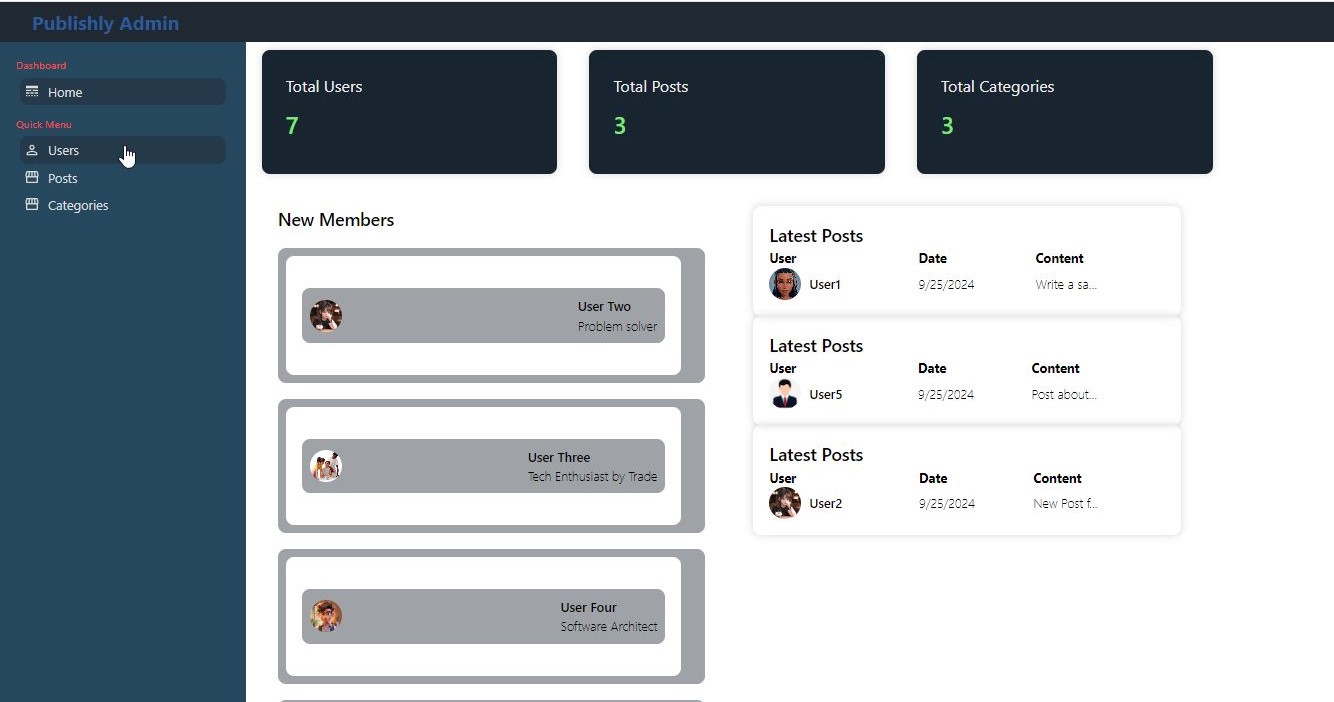 Publishly Admin
Dashboard
Home
Quick Menu
Users
Posts
Categories
Total Users
7
Total Posts
3
Total Categories
3
New Members
User Two
Problem solver
User Three
Tech Enthusiast by Trade
User Four
Software Architect
Latest Posts
User Date Content
User1 9/25/2024 Write a sa...
Latest Posts
User Date Content
User5 9/25/2024 Post about...
Latest Posts
User Date Content
User2 9/25/2024 New Post f...